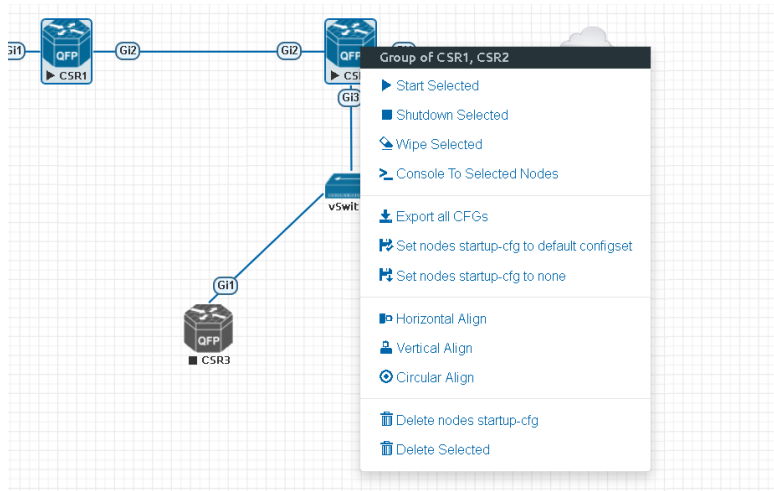 Gi1
QFP
CSR1
Gi2
Gi2
QFP
Gi3
vSwit
Gi1
QFP
CSR3
Group of CSR1, CSR2
Start Selected
Shutdown Selected
Wipe Selected
Console To Selected Nodes
Export all CFGs
Set nodes startup-cfg to default configset
Set nodes startup-cfg to none
Horizontal Align
Vertical Align
Circular Align
Delete nodes startup-cfg
Delete Selected